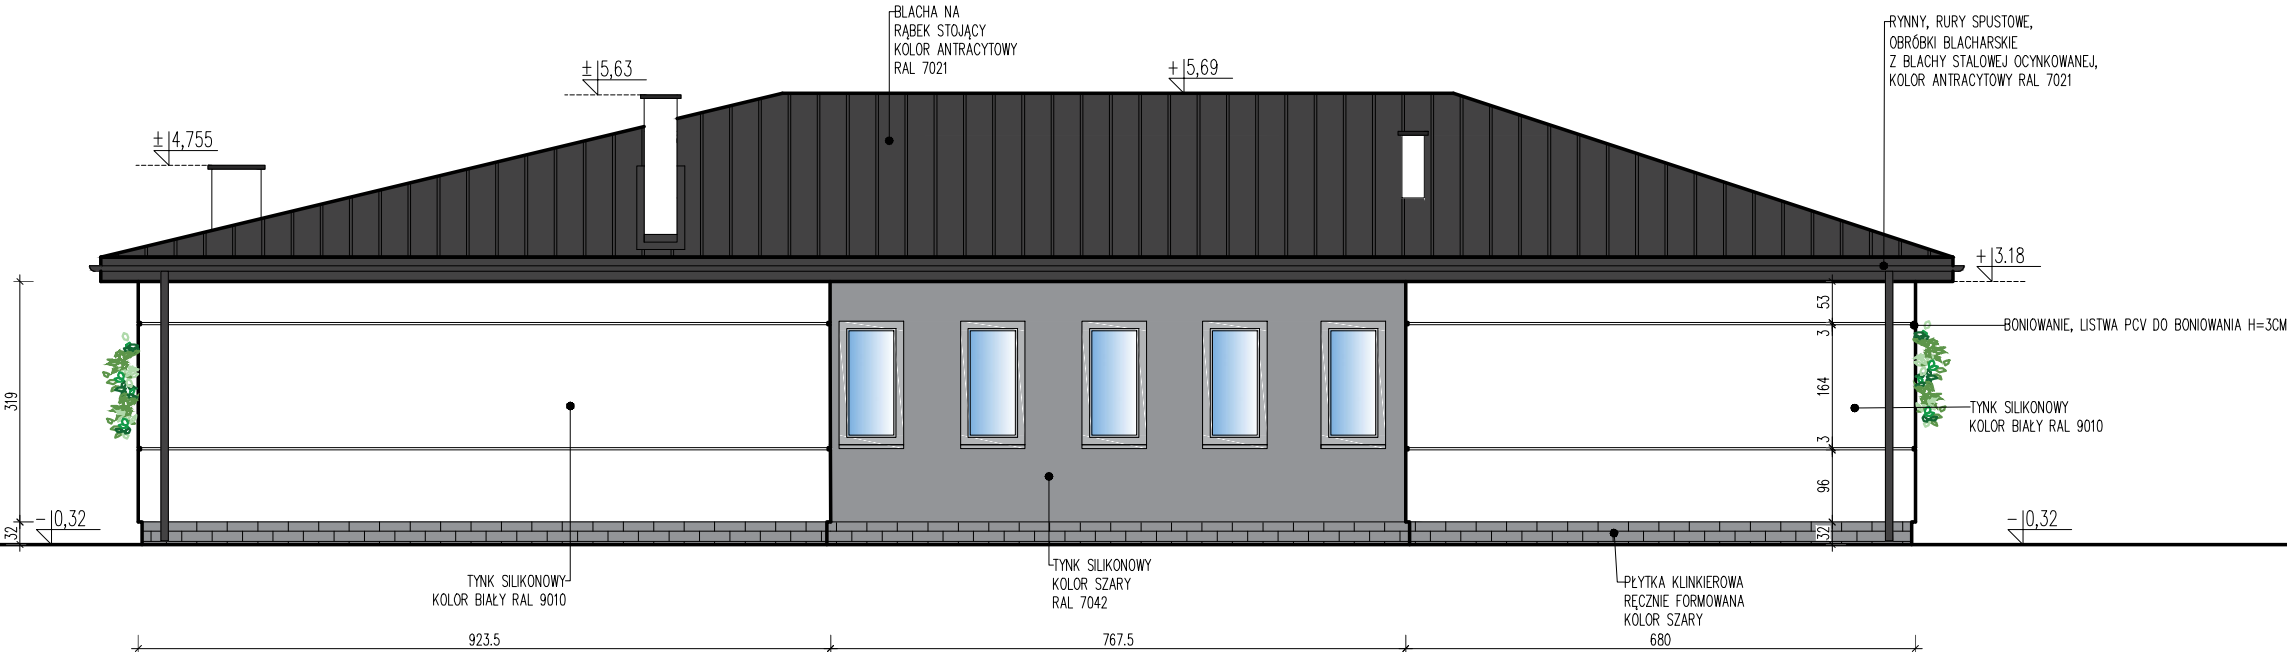 BLACHA NA
RĄBEK STOJĄCY
KOLOR ANTRACYTOWY
RAL 7021
RYNNY, RURY SPUSTOWE,
OBRÓBKI BLACHARSKIE
Z BLACHY STALOWEJ OCYNKOWANEJ,
KOLOR ANTRACYTOWY RAL 7021
±5,63
+5,69
±4,755
+3.18
BONIOWANIE, LISTWA PCV DO BONIOWANIA H=3CM
53
3
164
3
96
32
319
32
TYNK SILIKONOWY
KOLOR BIAŁY RAL 9010
-0,32
-0,32
TYNK SILIKONOWY
KOLOR BIAŁY RAL 9010
TYNK SILIKONOWY
KOLOR SZARY
RAL 7042
PŁYTKA KLINKIEROWA
RĘCZNIE FORMOWANA
KOLOR SZARY
923.5
767.5
680